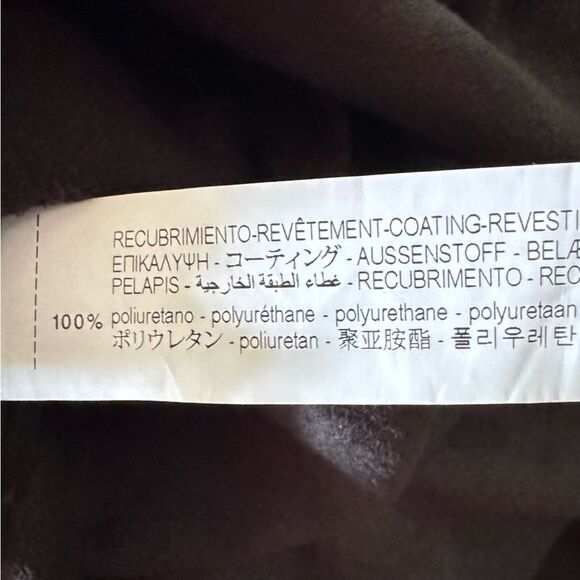 RECUBRIMIENTO-REVÊTEMENT-COATING-REVESTI
ΕΠΙΚΑΛΥΨΗ - コーティング - AUSSENSTOFF - BELÆ
PELAPIS - غطاء الطبقة الخارجية - RECUBRIMENTO - REC
100% poliuretano - polyuréthane - polyurethane - polyuretaan
ポリウレタン - poliuretan - 聚亚胺酯 - 폴리우레탄